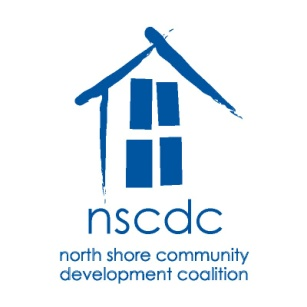 nscdc
north shore community
development coalition